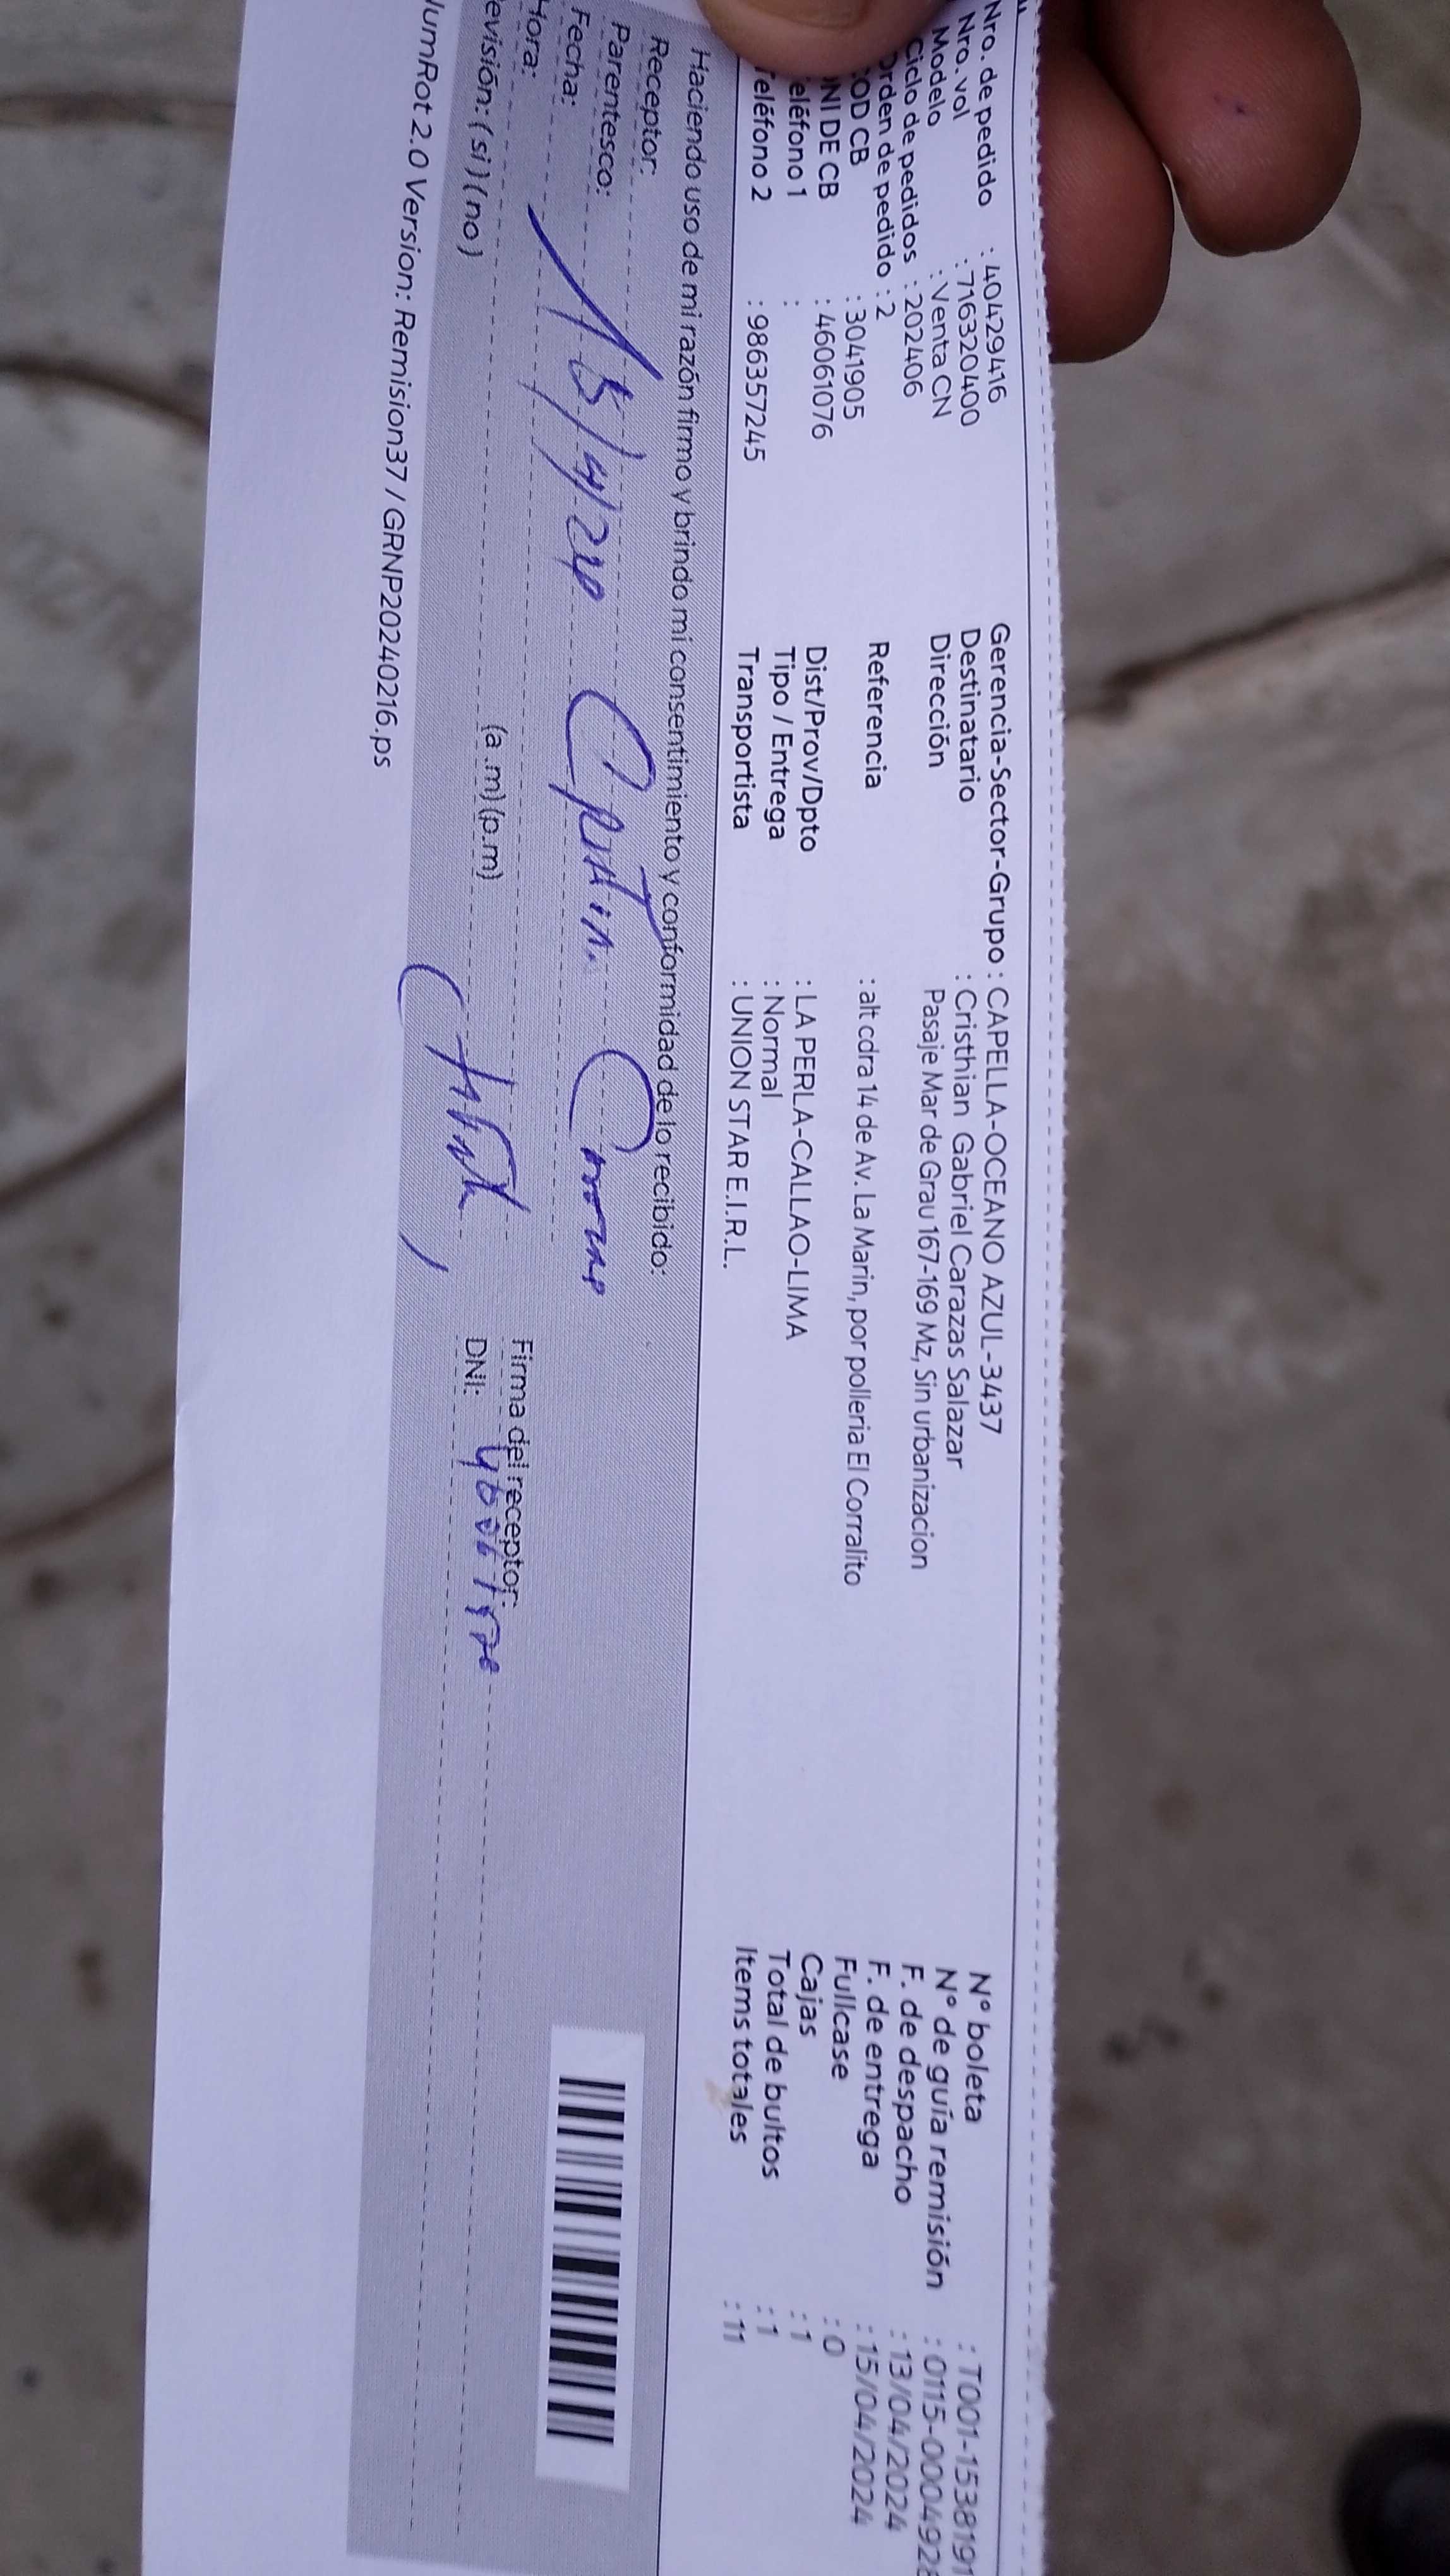 Nro. de pedido : 40429416
Nro. vol : 716320400
Modelo : Venta CN
Ciclo de pedidos : 202406
Orden de pedido : 2
COD CB : 3041905
DNI DE CB : 46061076
Teléfono 1 :
Teléfono 2 : 986357245
Gerencia-Sector-Grupo : CAPELLA-OCEANO AZUL-3437
Destinatario : Cristhian Gabriel Carazas Salazar
Dirección Pasaje Mar de Grau 167-169 Mz, Sin urbanizacion
Referencia : alt cdra 14 de Av. La Marin, por polleria El Corralito
Dist/Prov/Dpto : LA PERLA-CALLAO-LIMA
Tipo / Entrega : Normal
Transportista : UNION STAR E.I.R.L.
N° boleta : T001-1538191
N° de guía remisión : 0115-000492
F. de despacho : 13/04/2024
F. de entrega : 15/04/2024
Fullcase : 0
Cajas : 1
Total de bultos : 1
Items totales : 11
Haciendo uso de mi razón firmo y brindo mi consentimiento y conformidad de lo recibido:
Receptor:
Parentesco:
Fecha: 15/4/24
Hora: (a .m) (p.m)
evisión: ( si ) ( no )
Firma del receptor:
DNI:
NumRot 2.0 Version: Remision37 / GRNP20240216.ps